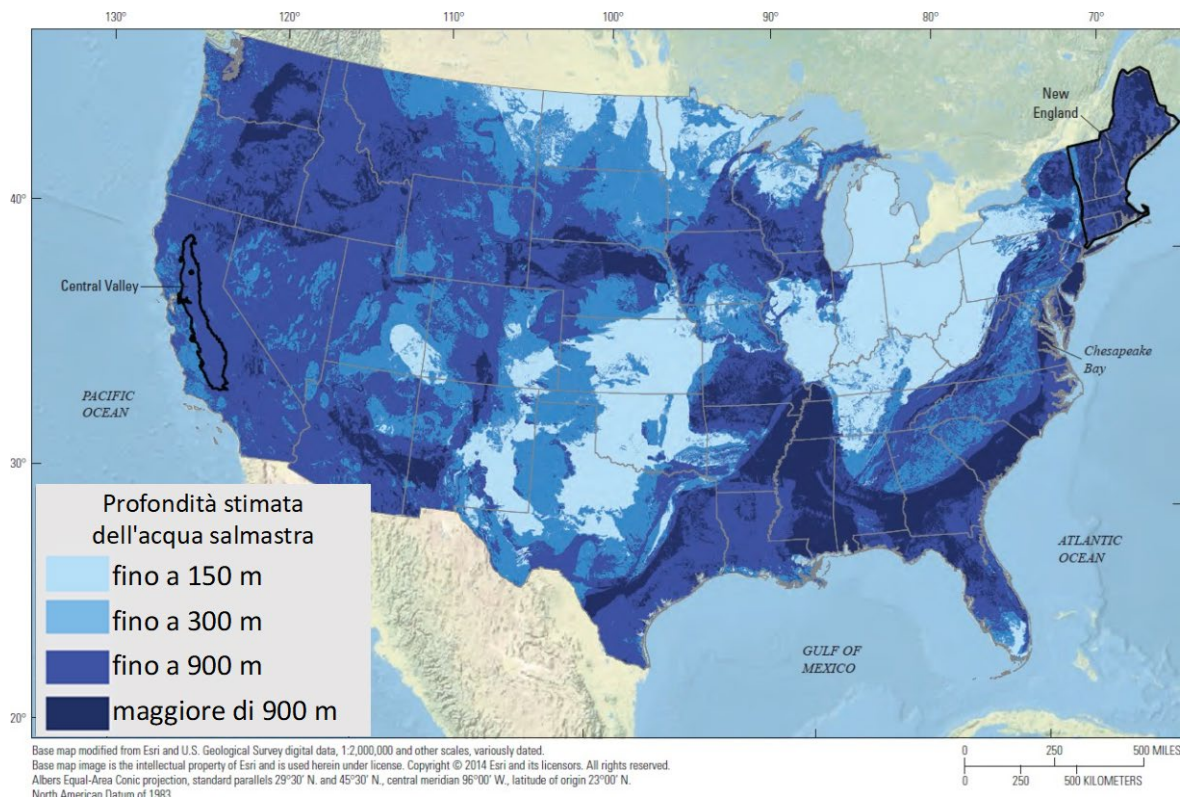 130°
120°
110°
100°
90°
80°
70°
New
England
40°
Central Valley
Chesapeake
Bay
PACIFIC
OCEAN
30°
Profondità stimata
dell'acqua salmastra
fino a 150 m
fino a 300 m
fino a 900 m
maggiore di 900 m
ATLANTIC
OCEAN
GULF OF
MEXICO
20°
Base map modified from Esri and U.S. Geological Survey digital data, 1:2,000,000 and other scales, variously dated.
Base map image is the intellectual property of Esri and is used herein under license. Copyright © 2014 Esri and its licensors. All rights reserved.
Albers Equal-Area Conic projection, standard parallels 29°30' N. and 45°30' N., central meridian 96°00' W., latitude of origin 23°00' N.
North American Datum of 1983
0 250 500 MILES
0 250 500 KILOMETERS